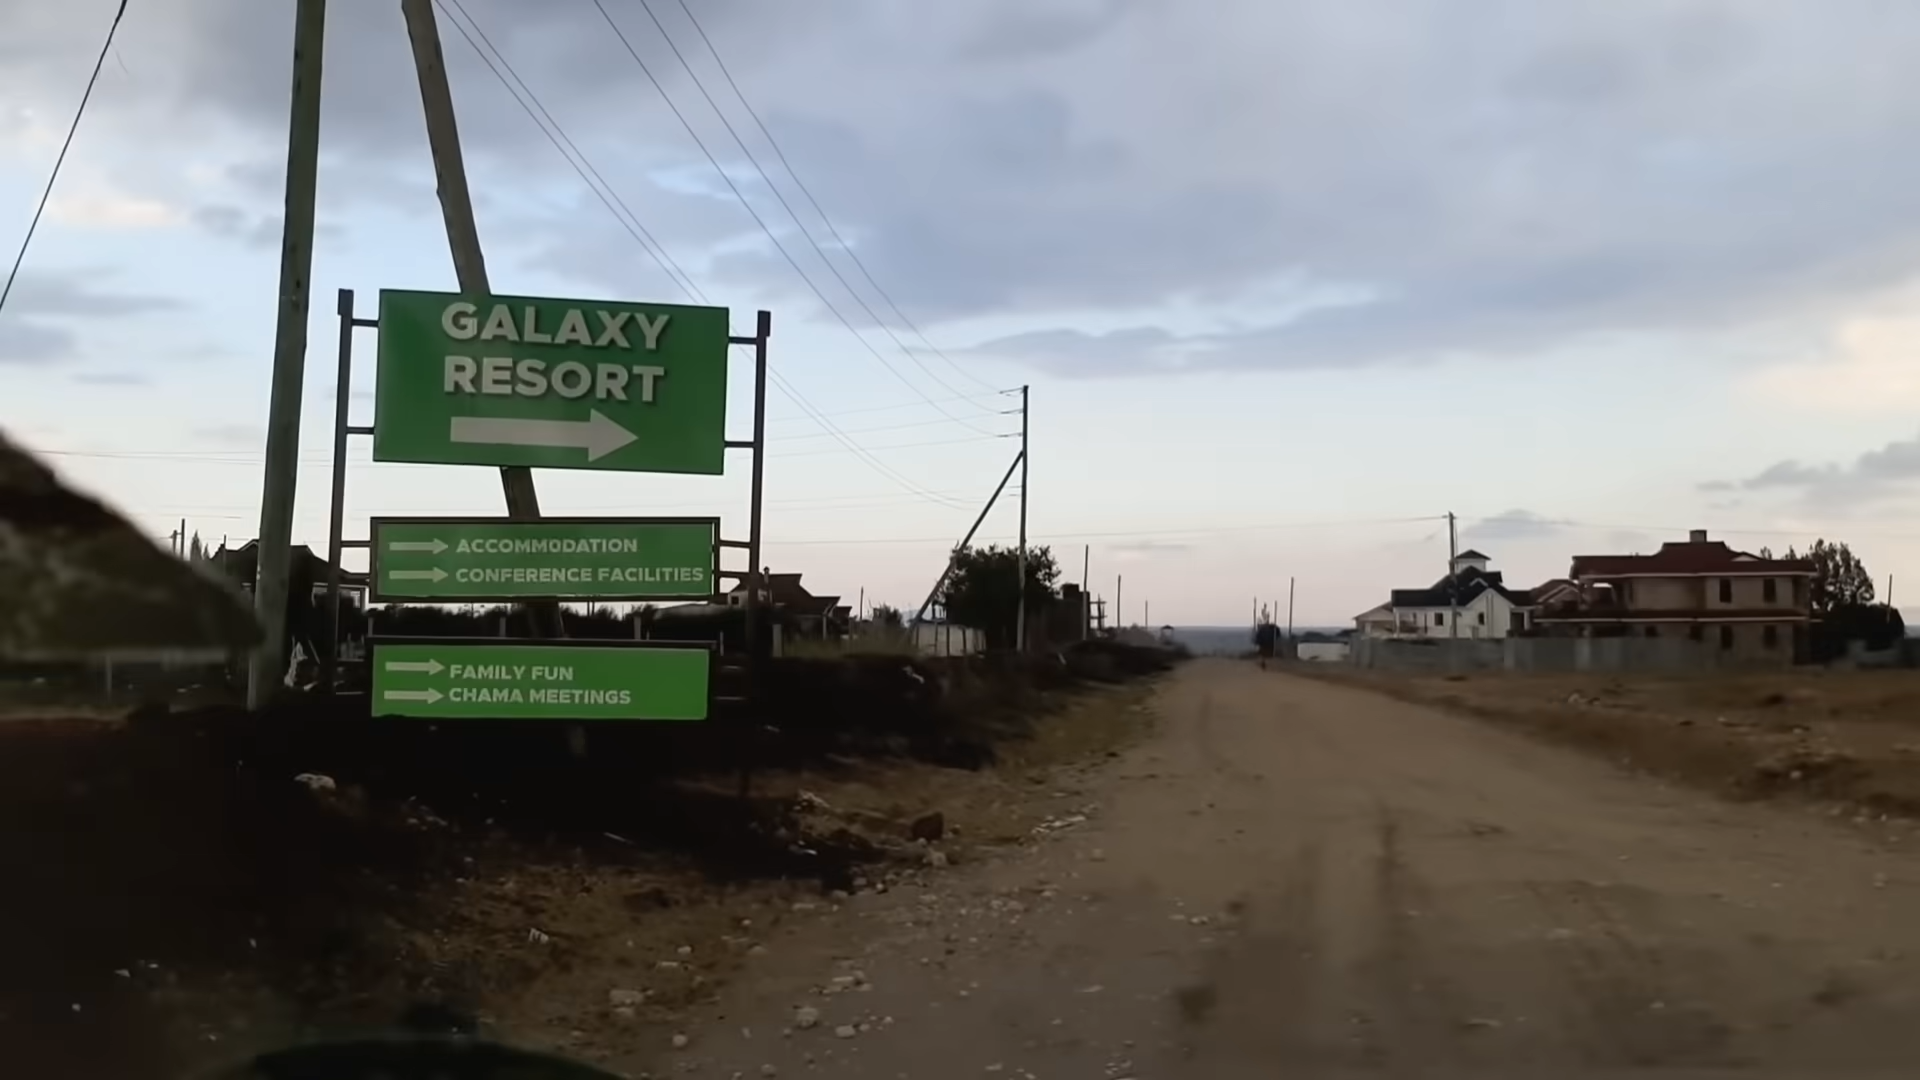 GALAXY
RESORT
ACCOMMODATION
CONFERENCE FACILITIES
FAMILY FUN
CHAMA MEETINGS